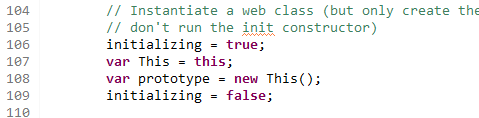 104 // Instantiate a web class (but only create the
105 // don't run the init constructor)
106 initializing = true;
107 var This = this;
108 var prototype = new This();
109 initializing = false;
110